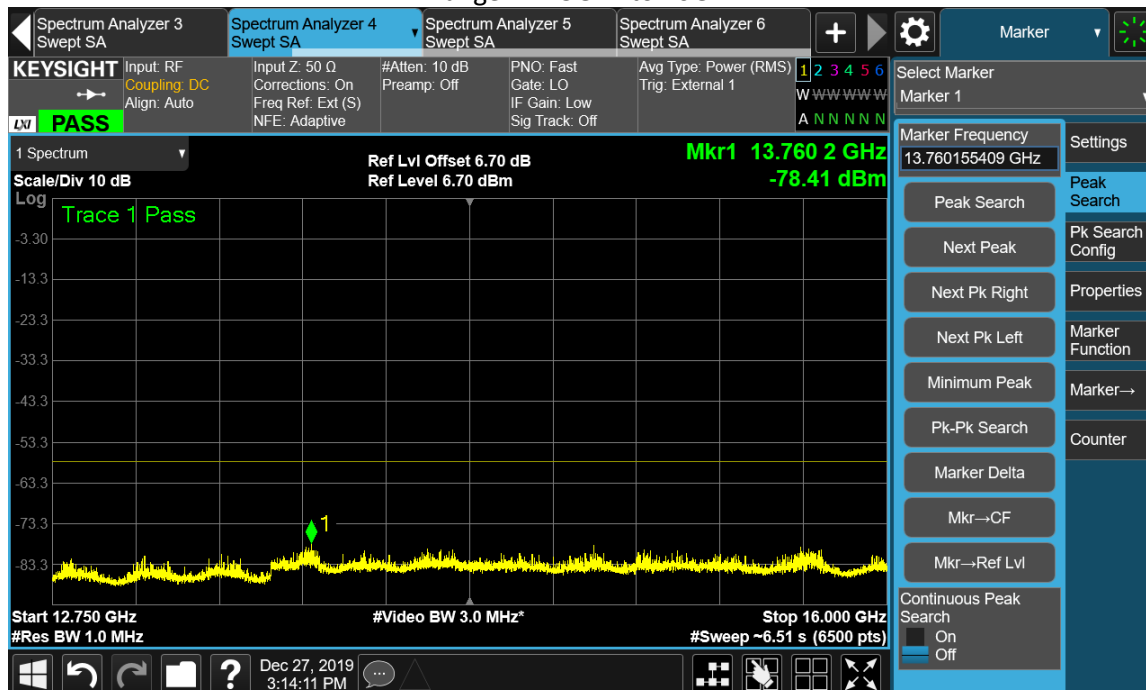 Spectrum Analyzer 3
Swept SA
Spectrum Analyzer 4
Swept SA
Spectrum Analyzer 5
Swept SA
Spectrum Analyzer 6
Swept SA
+
Marker
KEYSIGHT
LXI PASS
Input: RF
Coupling: DC
Align: Auto
Input Z: 50 Ω
Corrections: On
Freq Ref: Ext (S)
NFE: Adaptive
#Atten: 10 dB
Preamp: Off
PNO: Fast
Gate: LO
IF Gain: Low
Sig Track: Off
Avg Type: Power (RMS)
Trig: External 1
1 2 3 4 5 6
W W W W W W
A N N N N N
Select Marker
Marker 1
1 Spectrum
Scale/Div 10 dB
Log
Ref Lvl Offset 6.70 dB
Ref Level 6.70 dBm
Mkr1 13.760 2 GHz
-78.41 dBm
Trace 1 Pass
-3.30
-13.3
-23.3
-33.3
-43.3
-53.3
-63.3
-73.3
-83.3
1
Start 12.750 GHz
#Res BW 1.0 MHz
#Video BW 3.0 MHz*
Stop 16.000 GHz
#Sweep ~6.51 s (6500 pts)
Marker Frequency
13.760155409 GHz
Peak Search
Next Peak
Next Pk Right
Next Pk Left
Minimum Peak
Pk-Pk Search
Marker Delta
Mkr→CF
Mkr→Ref Lvl
Continuous Peak
Search
On
Off
Settings
Peak
Search
Pk Search
Config
Properties
Marker
Function
Marker→
Counter
?
Dec 27, 2019
3:14:11 PM